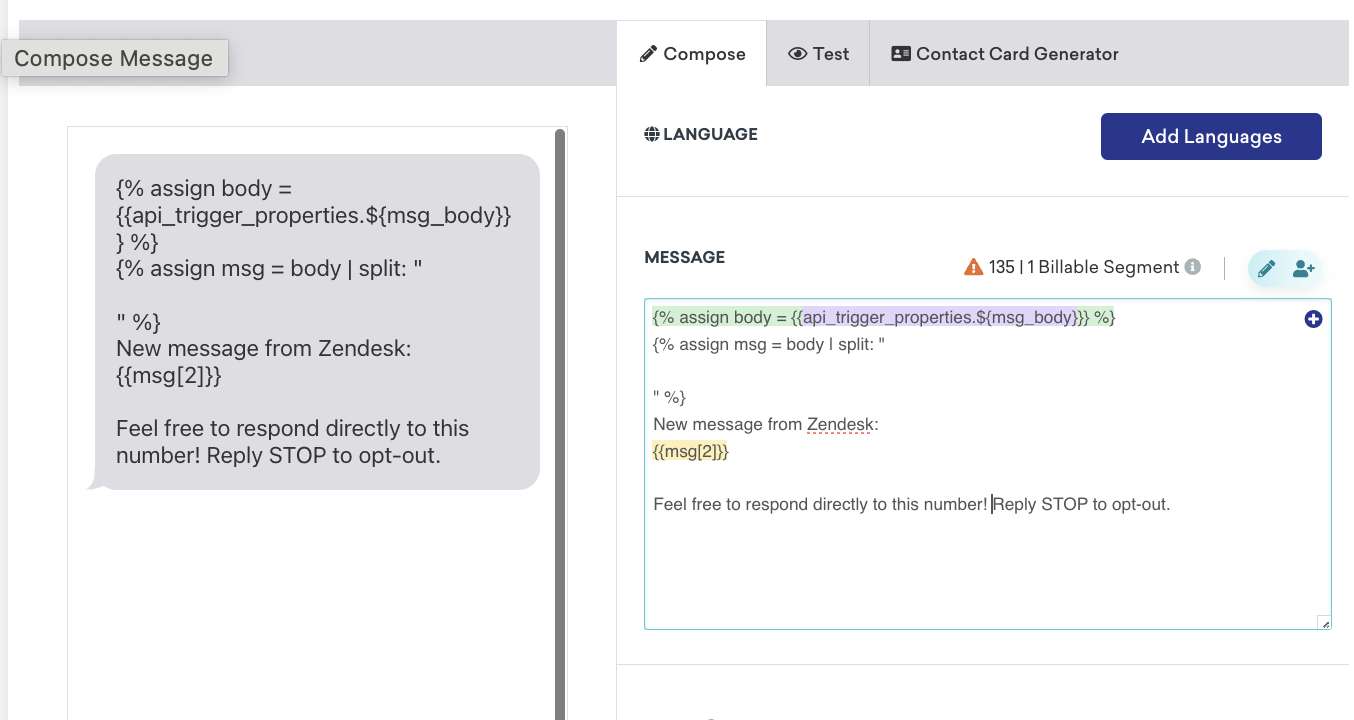 Compose Message
Compose
Test
Contact Card Generator
LANGUAGE
Add Languages
{% assign body =
{{api_trigger_properties.${msg_body}}
} %}
{% assign msg = body | split: "
" %}
New message from Zendesk:
{{msg[2]}}
Feel free to respond directly to this
number! Reply STOP to opt-out.
MESSAGE
135 | 1 Billable Segment
{% assign body = {{api_trigger_properties.${msg_body}}} %}
{% assign msg = body | split: "
" %}
New message from Zendesk:
{{msg[2]}}
Feel free to respond directly to this number! Reply STOP to opt-out.